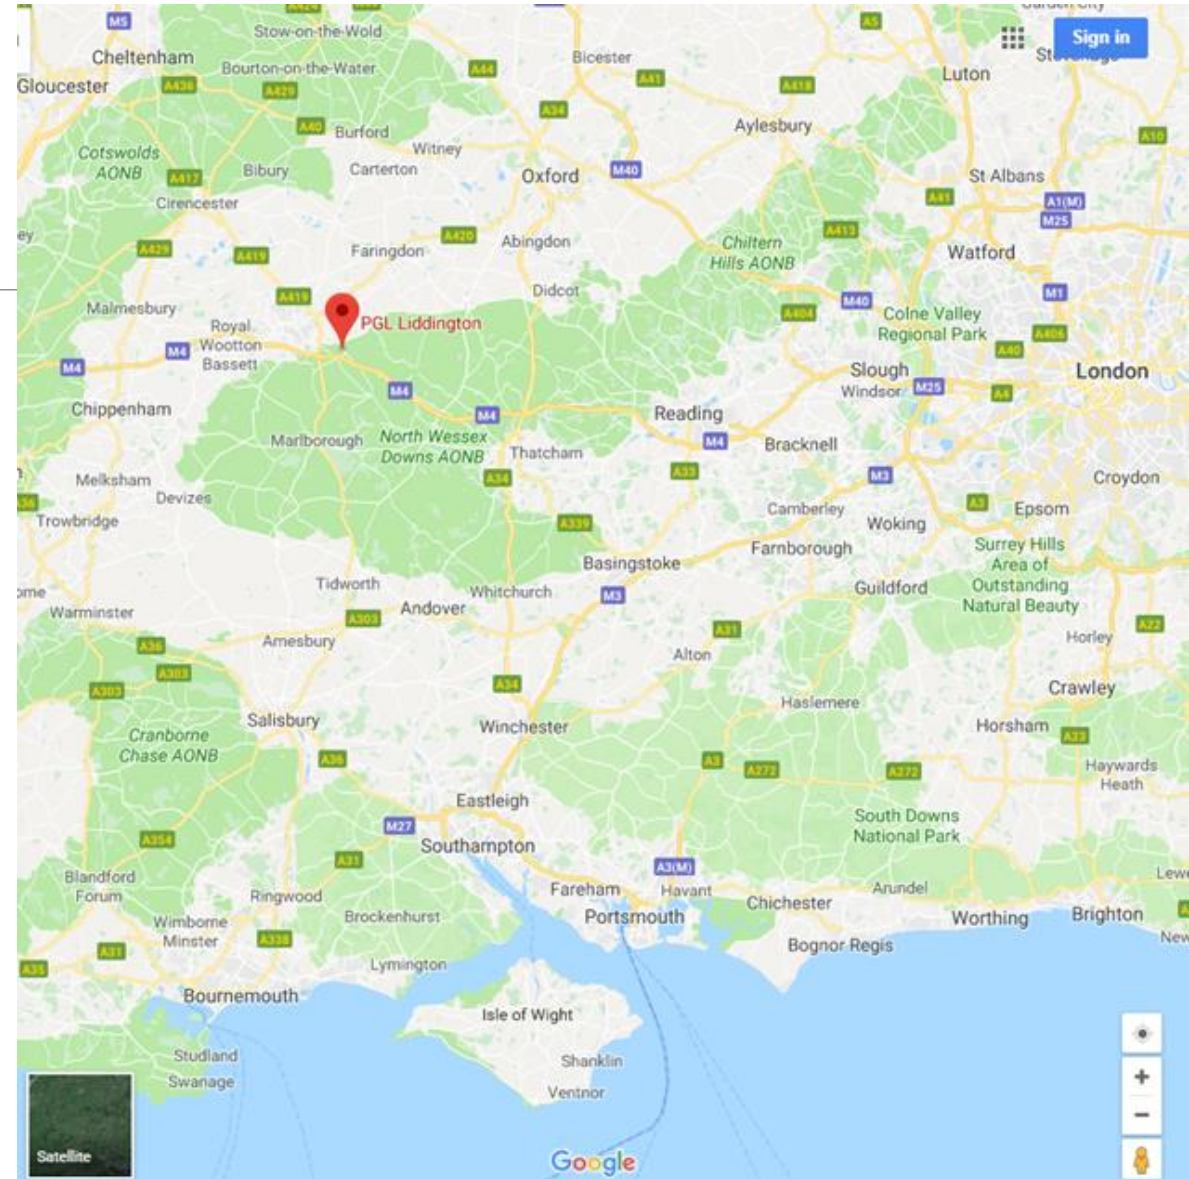 Garden City
M5
A424
Stow-on-the-Wold
A5
Sign in
Cheltenham
Bicester
Stevenage
Gloucester
A436
Bourton-on-the-Water
A44
A41
A418
Luton
A429
A40
Burford
A34
Aylesbury
A10
Cotswolds
AONB
Witney
A417
Bibury
Carterton
Oxford
M40
St Albans
Cirencester
A41
A1(M)
M25
A429
A419
Faringdon
A420
Abingdon
Chiltern
Hills AONB
A413
Watford
Didcot
M1
A419
M40
Malmesbury
PGL Liddington
A404
Colne Valley
Regional Park
A406
Royal
Wootton
Bassett
M4
A40
M4
Slough
London
Windsor
M25
A4
M4
Chippenham
M4
Reading
Marlborough
North Wessex
Downs AONB
M4
Bracknell
Thatcham
Melksham
A34
A33
M3
Croydon
Devizes
A36
Camberley
A3
Epsom
Trowbridge
A339
Woking
Basingstoke
Farnborough
Surrey Hills
Area of
Outstanding
Natural Beauty
Tidworth
Whitchurch
M3
Guildford
Warminster
Andover
A303
A31
A22
A36
Amesbury
Alton
Horley
A303
A303
A34
Crawley
Salisbury
Winchester
Haslemere
Horsham
A23
Cranborne
Chase AONB
A36
A3
A272
A272
Haywards
Heath
Eastleigh
M27
South Downs
National Park
A354
Southampton
A31
A3(M)
Blandford
Forum
Ringwood
Fareham
Havant
Arundel
Chichester
Brockenhurst
Portsmouth
Worthing
Brighton
Wimborne
Minster
A338
Bognor Regis
A31
A35
Lymington
Bournemouth
Isle of Wight
Studland
Shanklin
Swanage
Ventnor
Satellite
Google